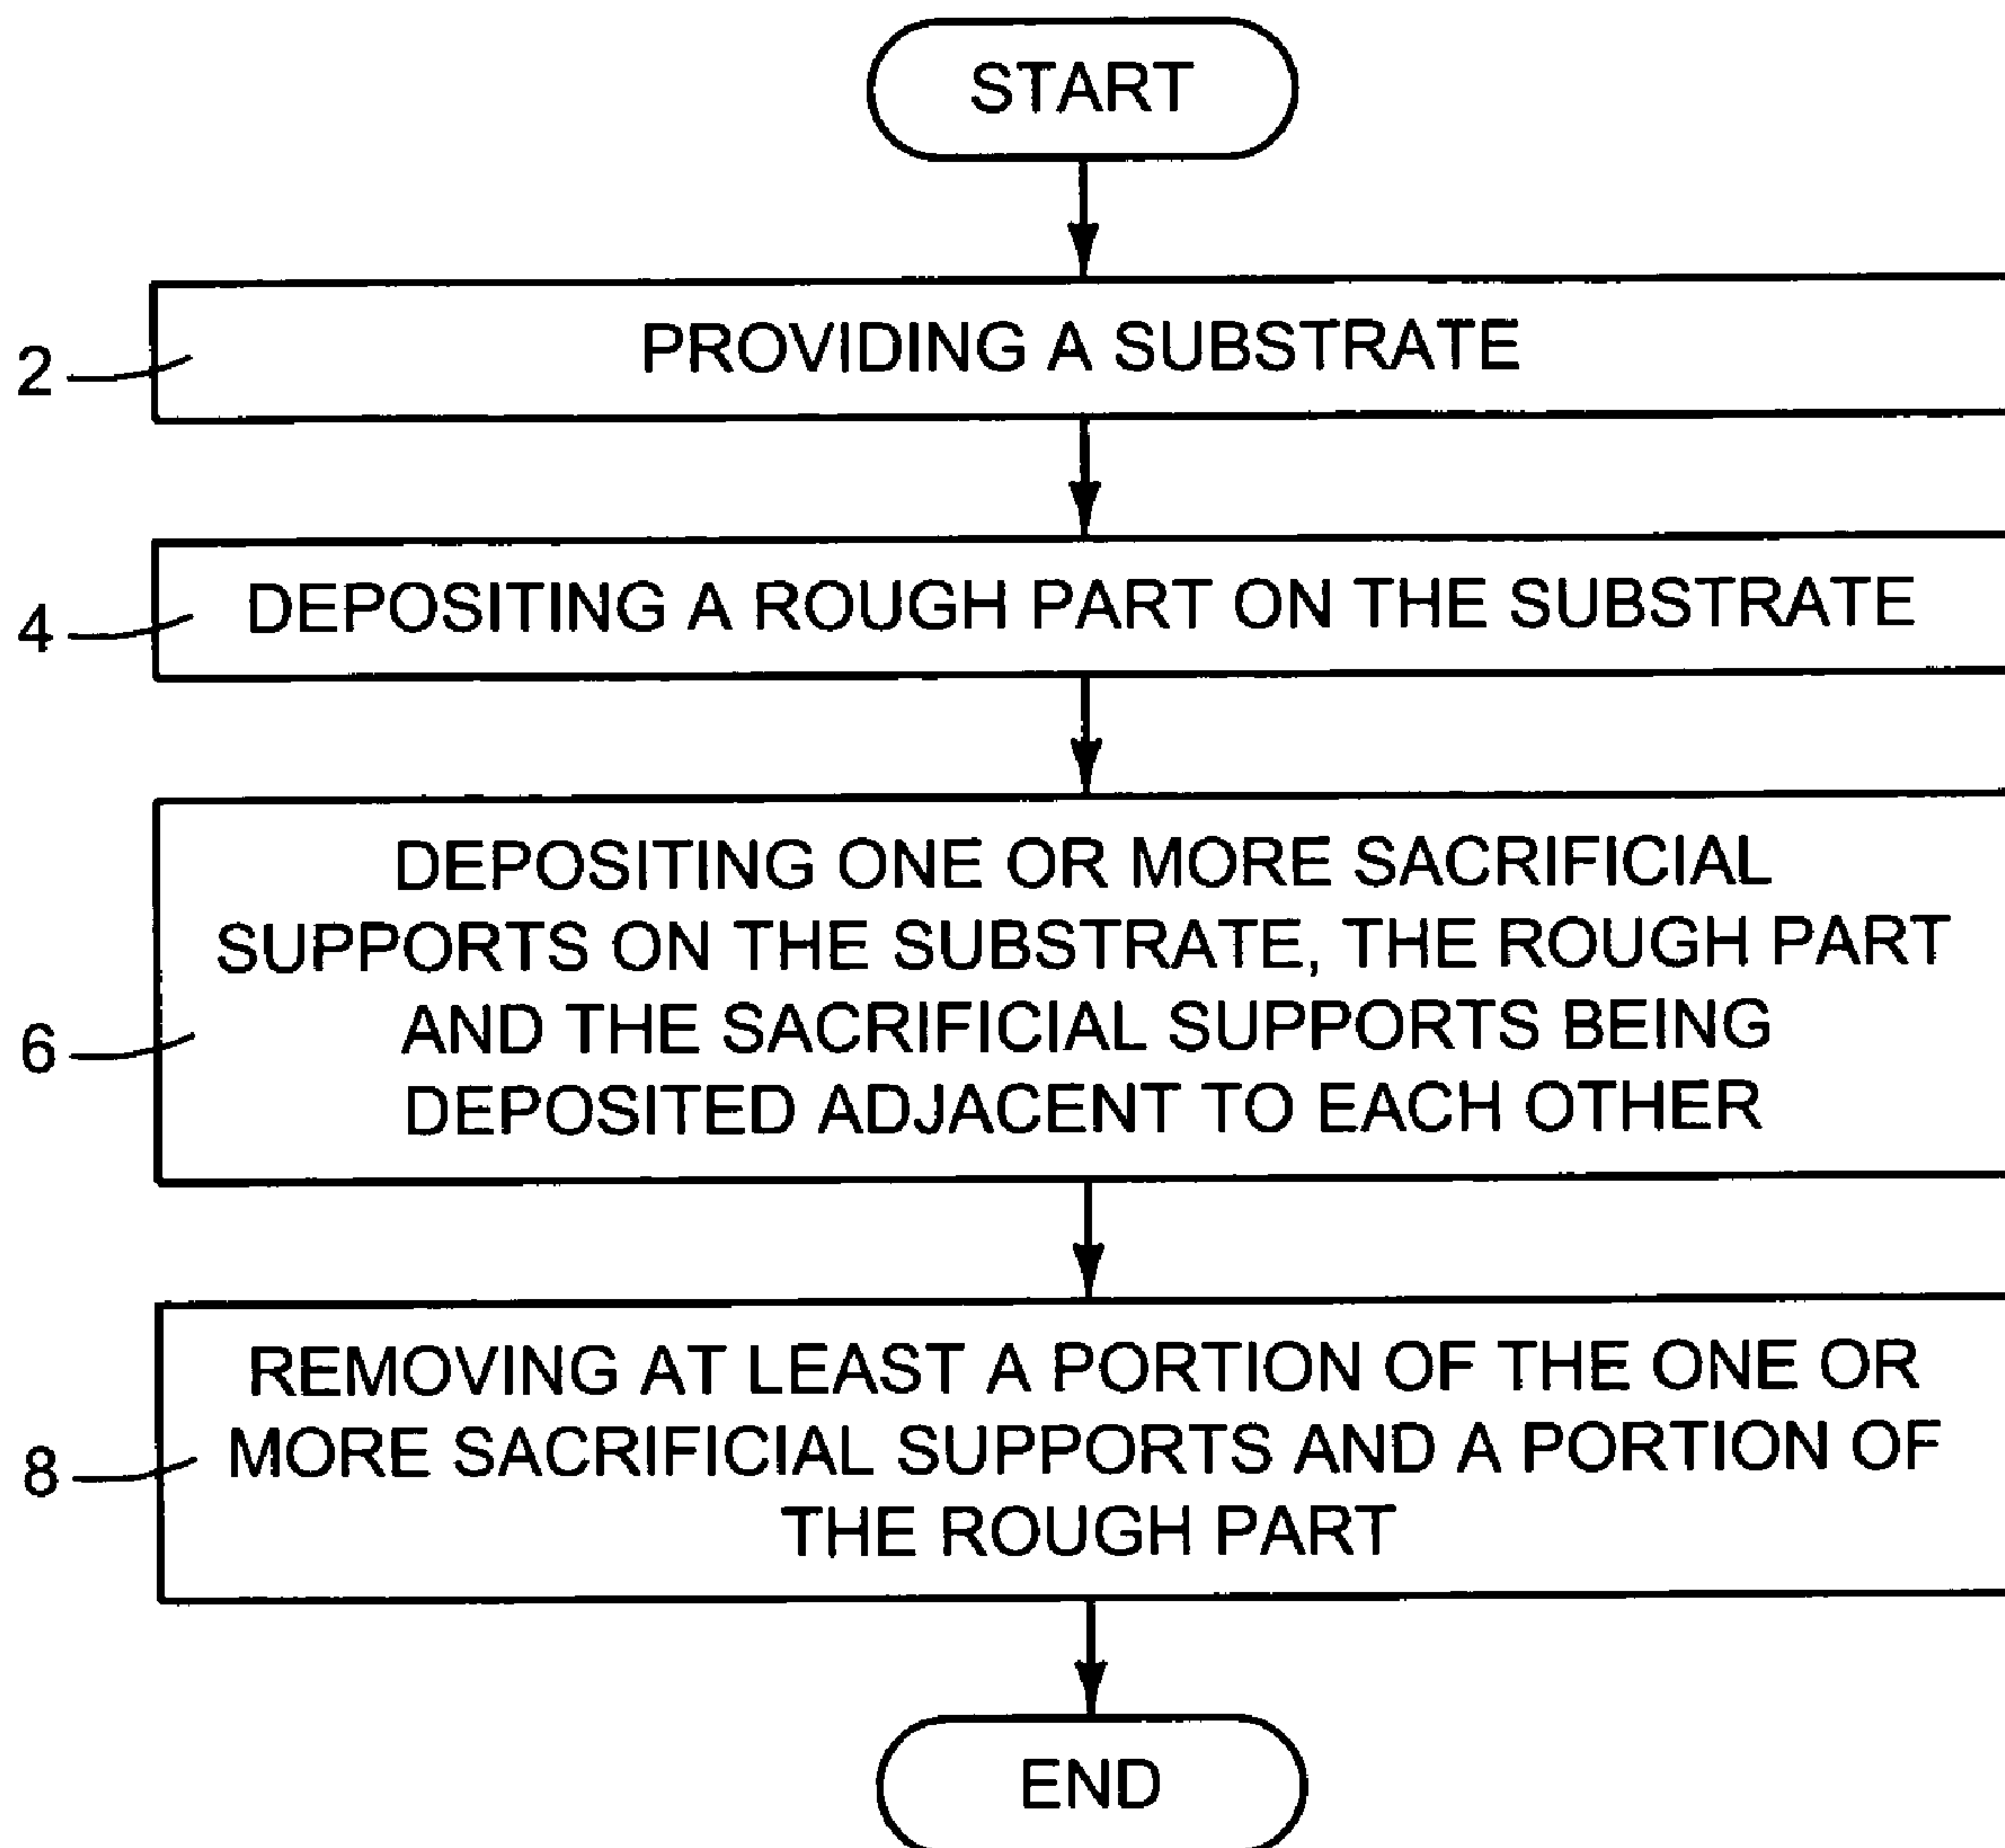 START
2
PROVIDING A SUBSTRATE
4
DEPOSITING A ROUGH PART ON THE SUBSTRATE
DEPOSITING ONE OR MORE SACRIFICIAL
SUPPORTS ON THE SUBSTRATE, THE ROUGH PART
6
AND THE SACRIFICIAL SUPPORTS BEING
DEPOSITED ADJACENT TO EACH OTHER
REMOVING AT LEAST A PORTION OF THE ONE OR
8
MORE SACRIFICIAL SUPPORTS AND A PORTION OF
THE ROUGH PART
END